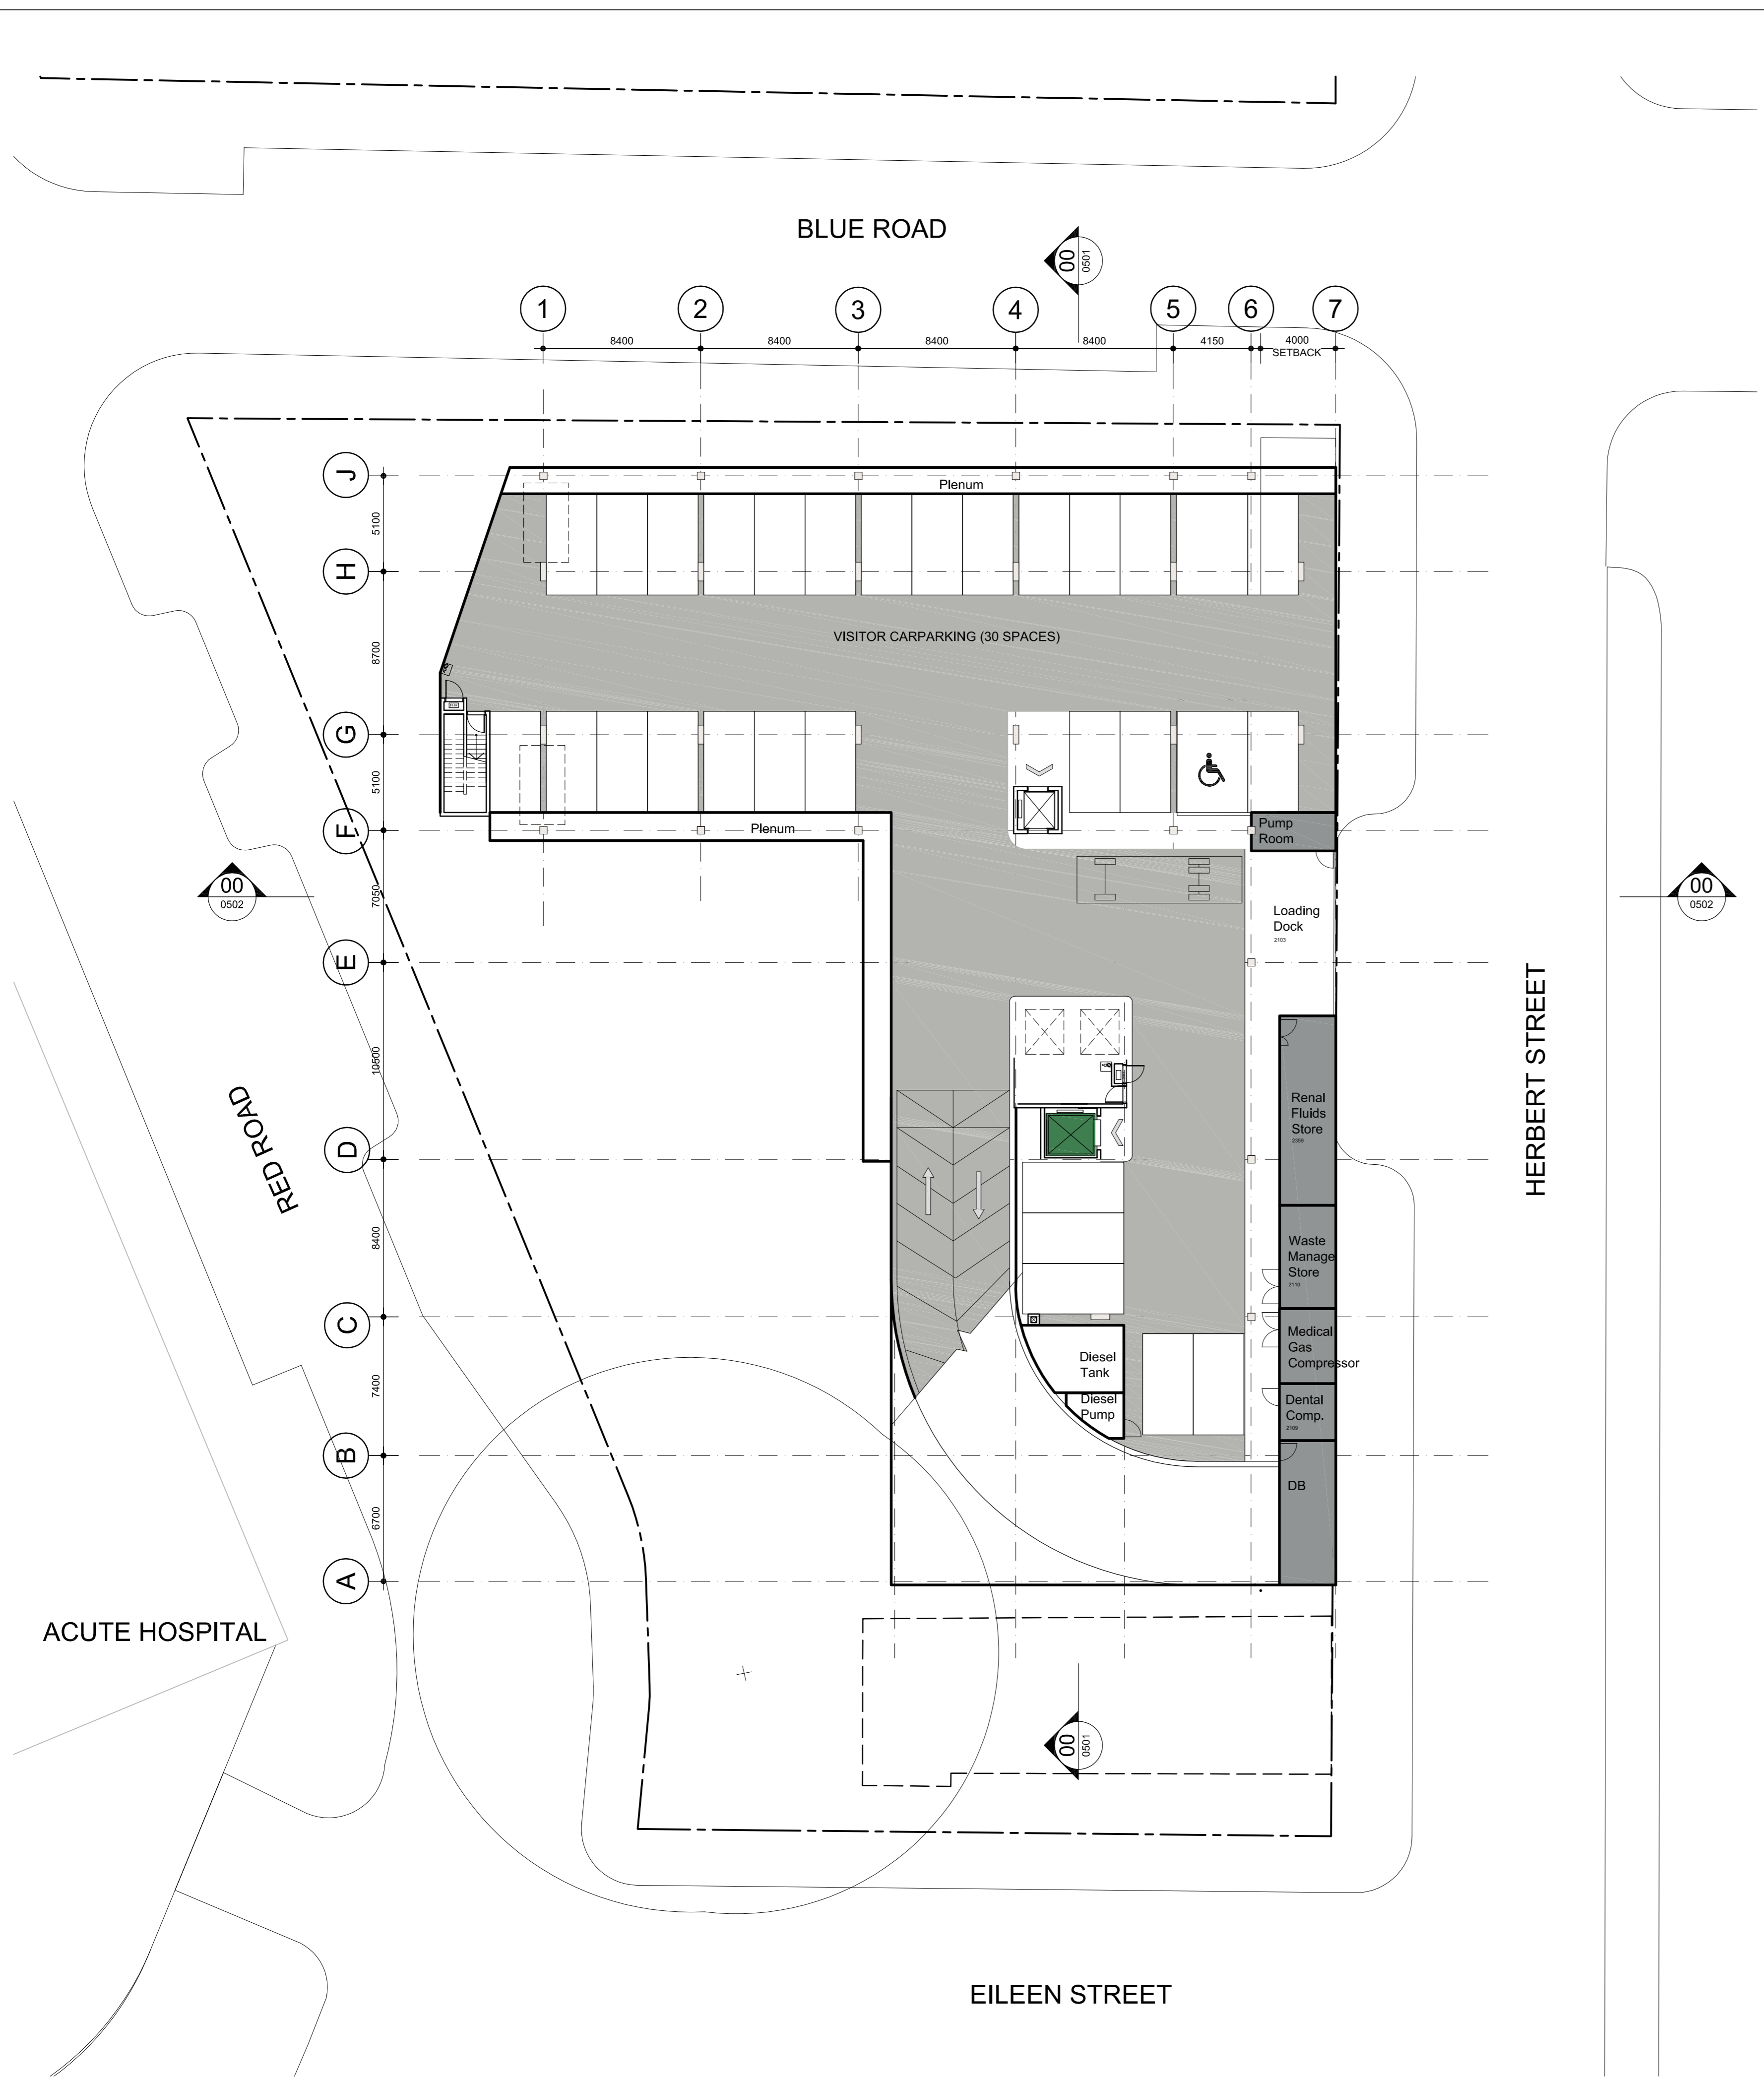 BLUE ROAD
00
0501
1
2
3
4
5
6
7
8400
8400
8400
8400
4150
4000
SETBACK
J
Plenum
5100
H
VISITOR CARPARKING (30 SPACES)
8700
G
5100
F
Plenum
Pump
Room
00
0502
7050
00
0502
Loading
Dock
2103
E
HERBERT STREET
10500
Renal
Fluids
Store
2359
RED ROAD
D
8400
Waste
Manage
Store
2110
C
Medical
Gas
Compressor
Diesel
Tank
7400
Diesel
Pump
Dental
Comp.
2109
B
DB
6700
A
ACUTE HOSPITAL
00
0501
EILEEN STREET